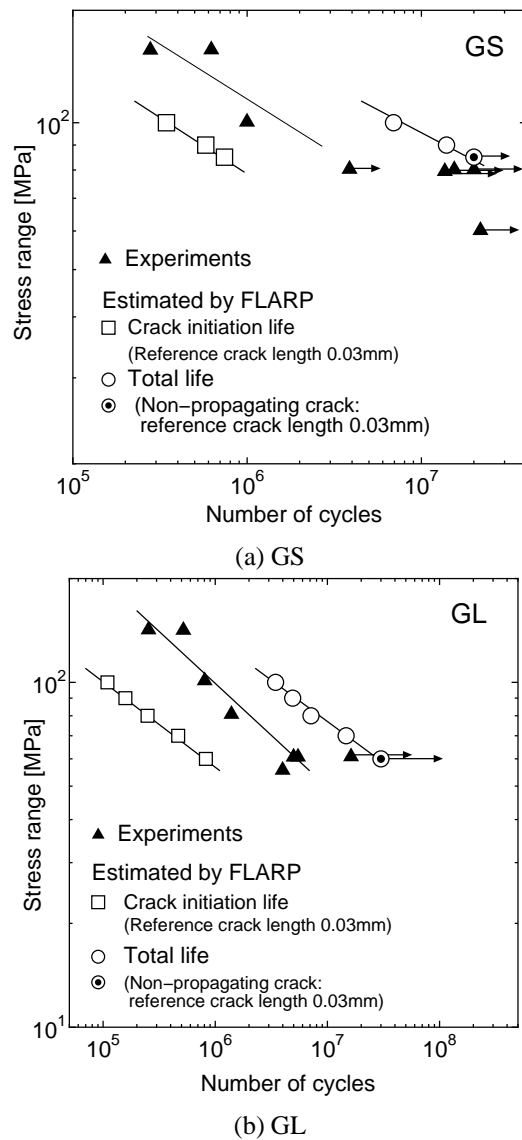 GS
Stress range [MPa]
10²
▲ Experiments
Estimated by FLARP
□ Crack initiation life
(Reference crack length 0.03mm)
○ Total life
◉ (Non−propagating crack:
reference crack length 0.03mm)
10⁵ 10⁶ 10⁷
Number of cycles
(a) GS
GL
Stress range [MPa]
10²
▲ Experiments
Estimated by FLARP
□ Crack initiation life
(Reference crack length 0.03mm)
○ Total life
◉ (Non−propagating crack:
reference crack length 0.03mm)
10¹
10⁵ 10⁶ 10⁷ 10⁸
Number of cycles
(b) GL